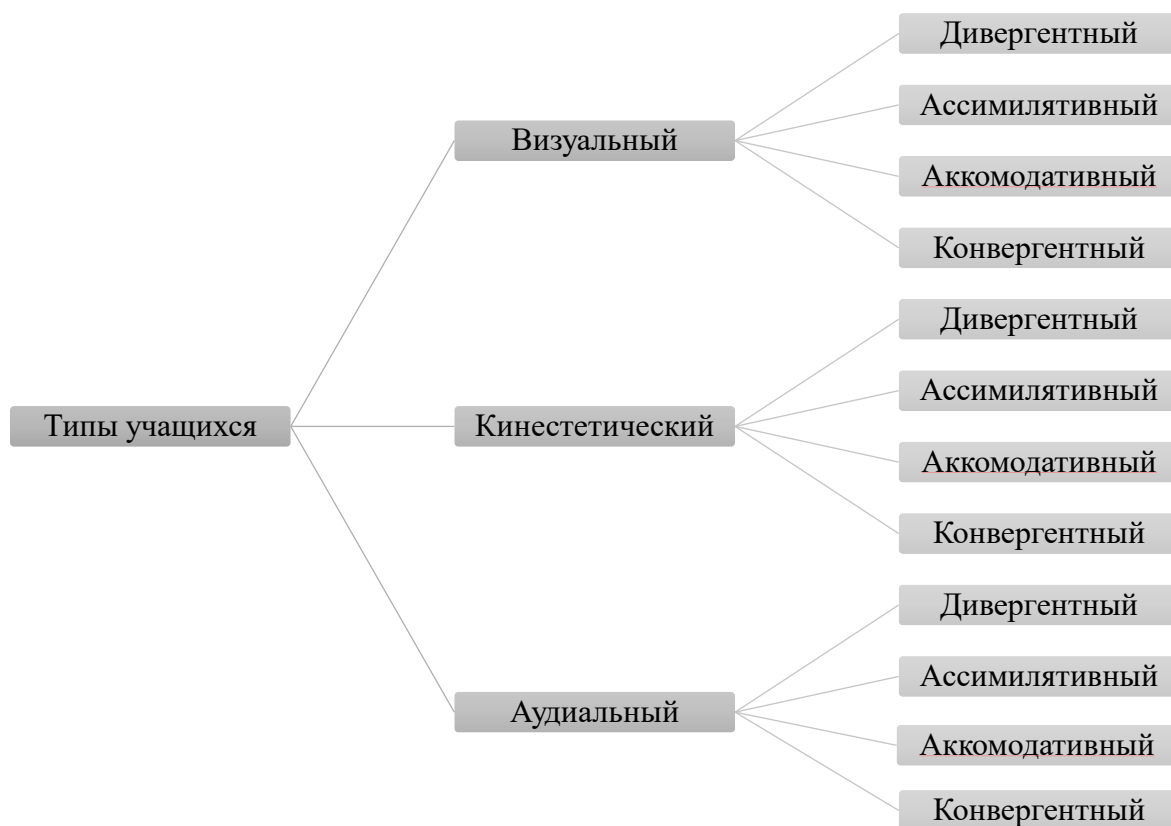 Типы учащихся
Визуальный
Дивергентный
Ассимилятивный
Аккомодативный
Конвергентный
Кинестетический
Дивергентный
Ассимилятивный
Аккомодативный
Конвергентный
Аудиальный
Дивергентный
Ассимилятивный
Аккомодативный
Конвергентный